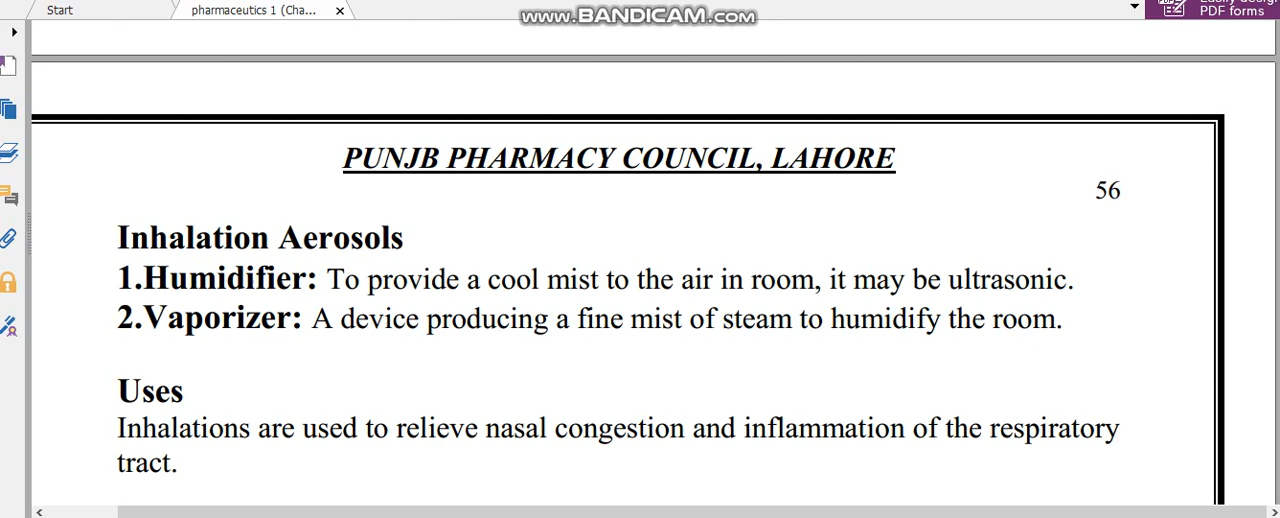 Start
pharmaceutics 1 (Cha...
www.BANDICAM.com
PDF forms
PUNJB PHARMACY COUNCIL, LAHORE
56
Inhalation Aerosols
1.Humidifier: To provide a cool mist to the air in room, it may be ultrasonic.
2.Vaporizer: A device producing a fine mist of steam to humidify the room.
Uses
Inhalations are used to relieve nasal congestion and inflammation of the respiratory
tract.